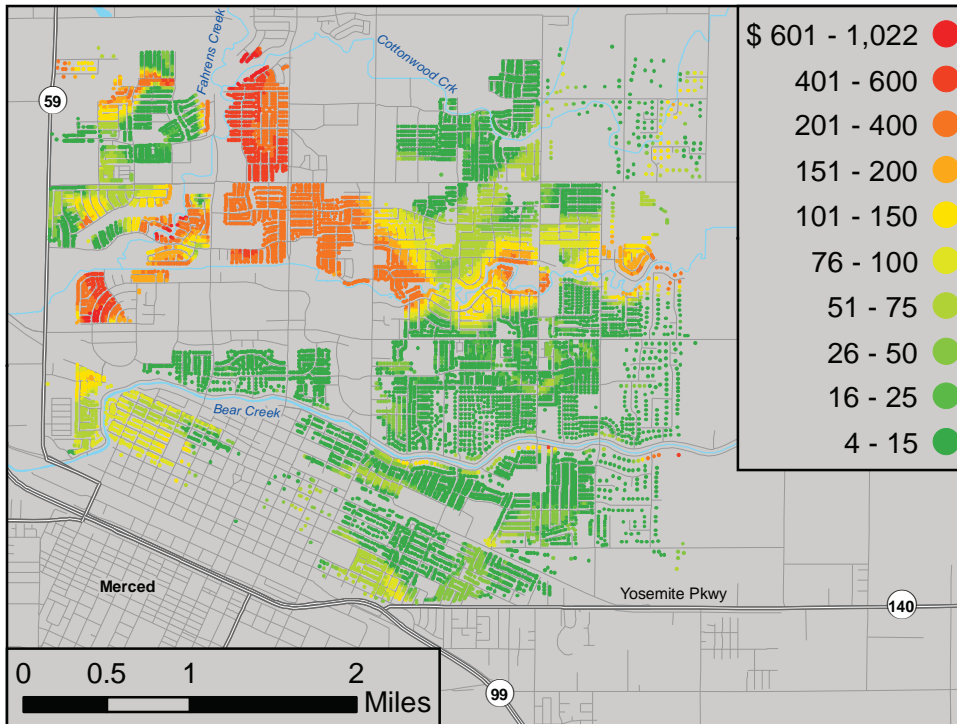 Fahrens Creek
Cottonwood Crk
59
$ 601 - 1,022
401 - 600
201 - 400
151 - 200
101 - 150
76 - 100
51 - 75
26 - 50
16 - 25
4 - 15
Bear Creek
Merced
Yosemite Pkwy
140
99
0 0.5 1 2
Miles